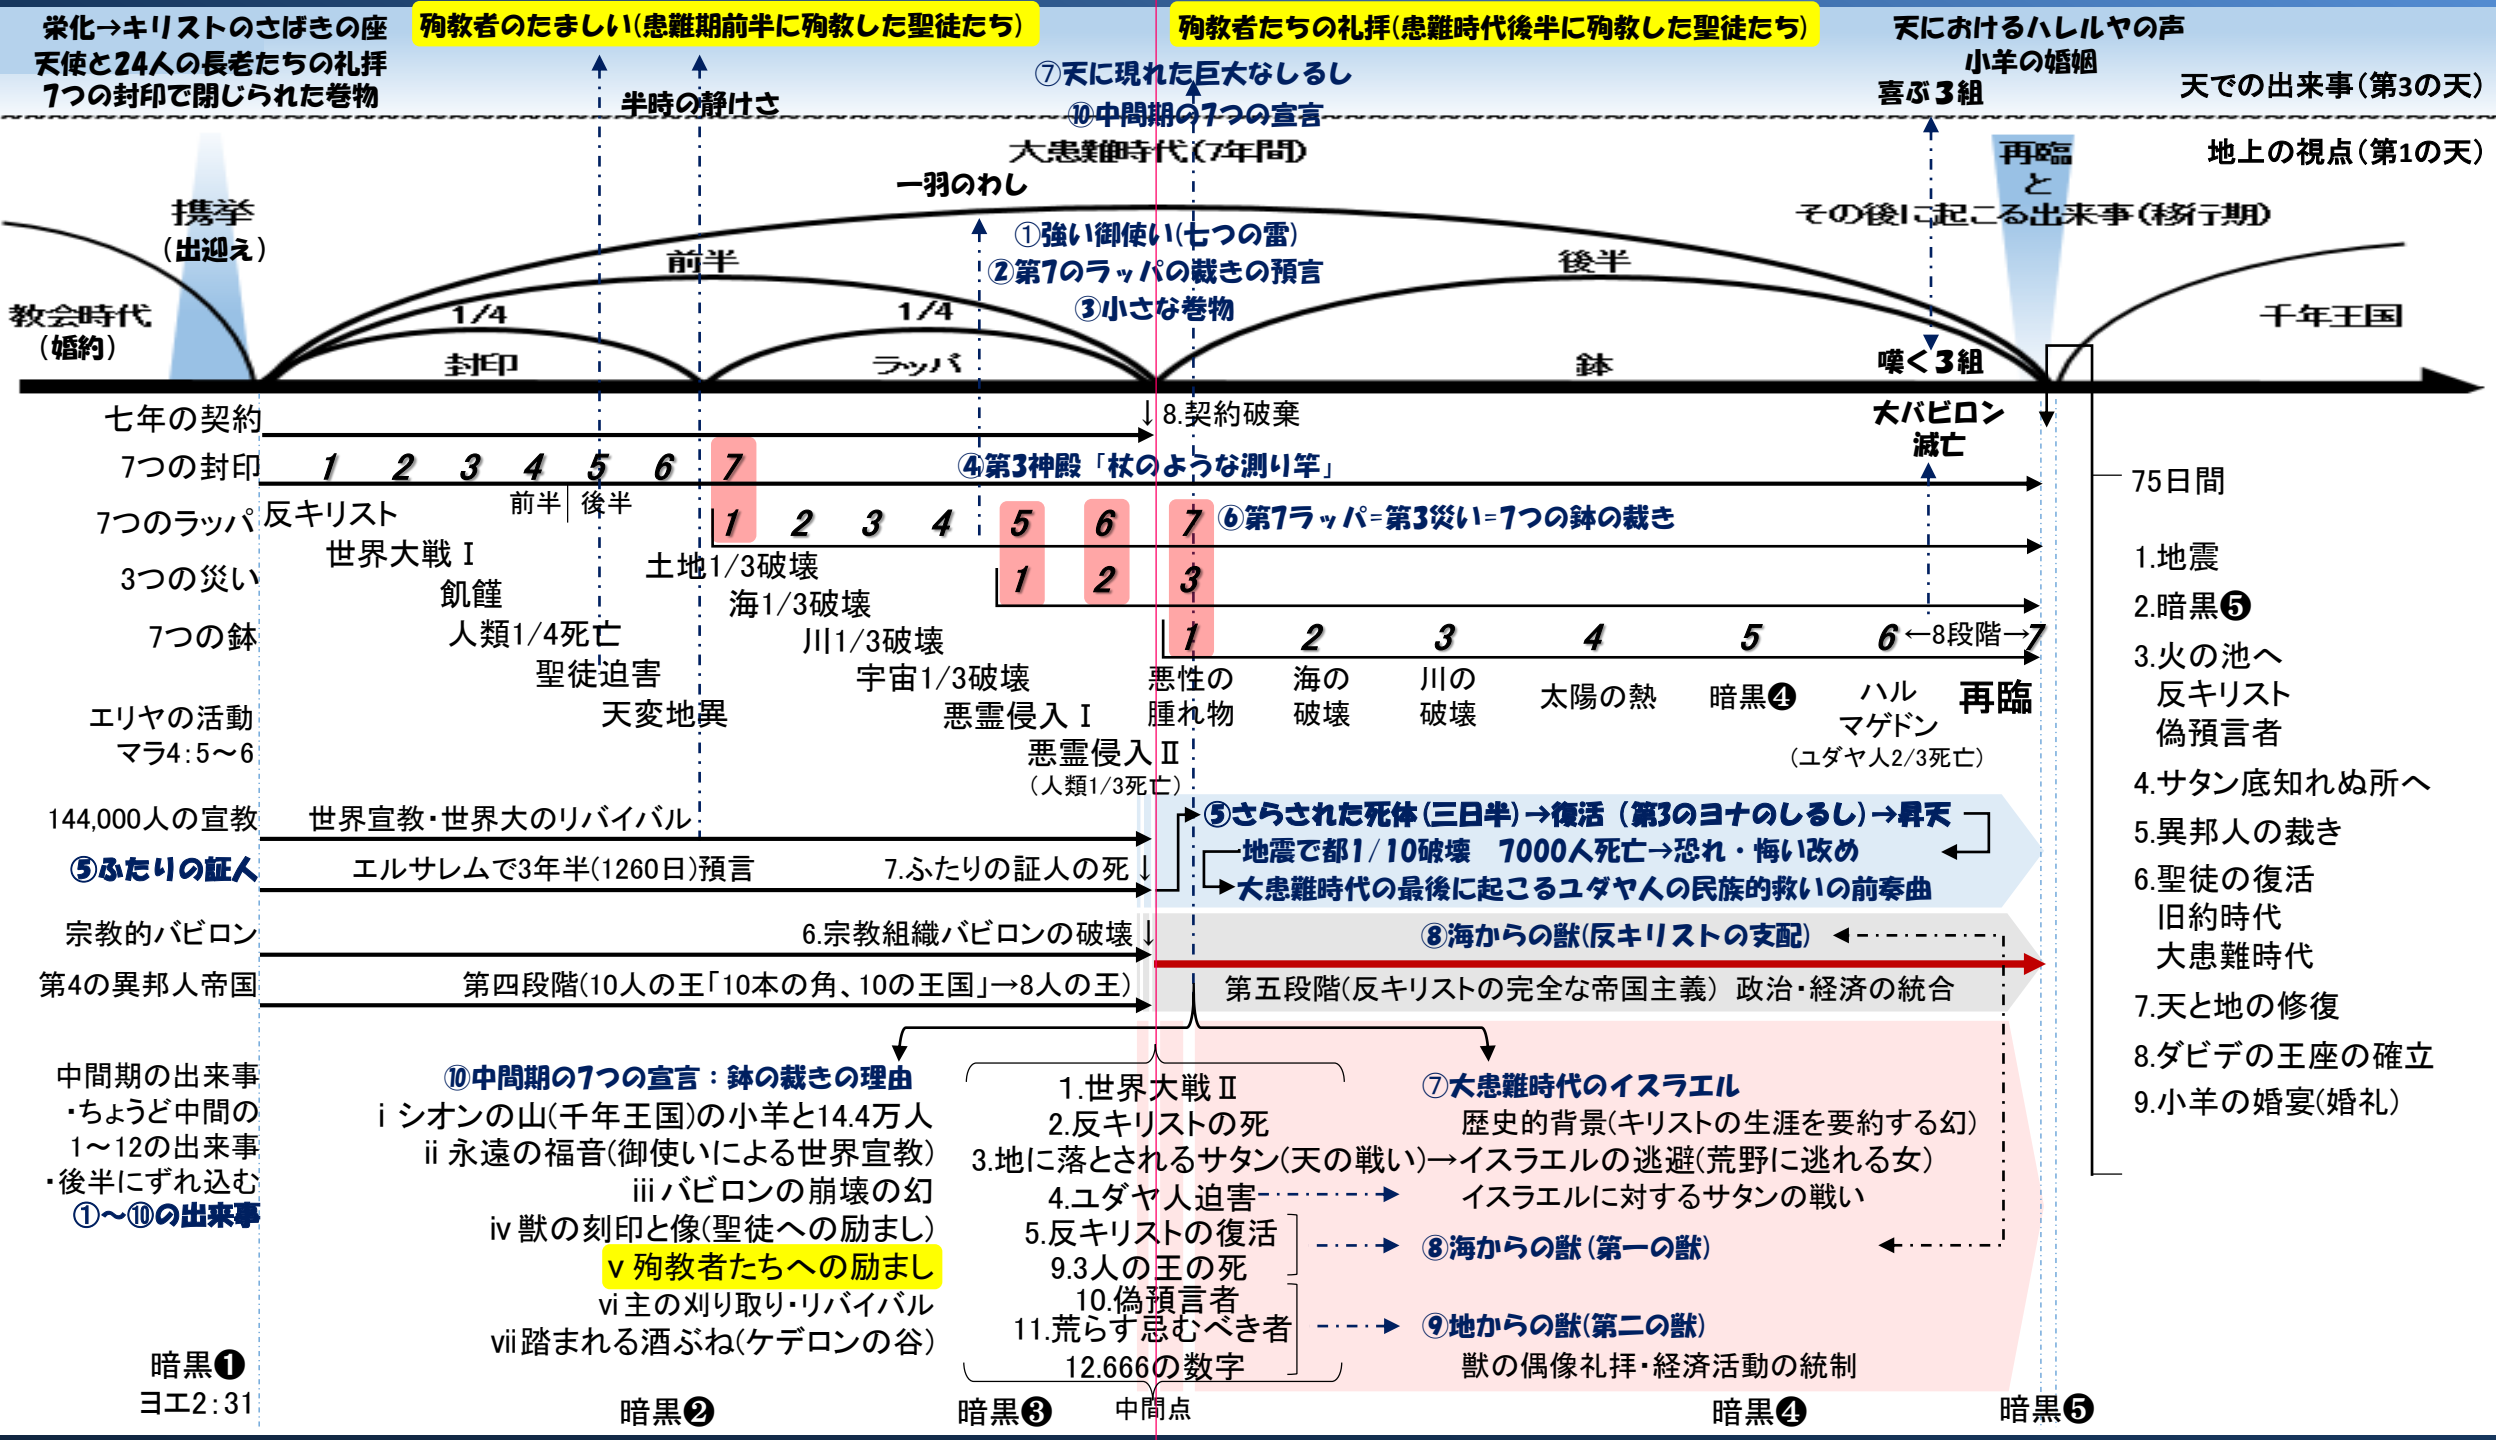 栄化→キリストのさばきの座
天使と24人の長老たちの礼拝
7つの封印で閉じられた巻物
殉教者のたましい(患難期前半に殉教した聖徒たち)
殉教者たちの礼拝(患難時代後半に殉教した聖徒たち)
天におけるハレルヤの声
小羊の婚姻
喜ぶ3組
天での出来事(第3の天)
半時の静けさ
⑦天に現れた巨大なしるし
⑩中間期の7つの宣言
大患難時代(7年間)
地上の視点(第1の天)
一羽のわし
再臨
と
その後に起こる出来事(移行期)
携挙
(出迎え)
①強い御使い(七つの雷)
②第7のラッパの裁きの預言
③小さな巻物
前半
後半
教会時代
(婚約)
1/4
1/4
千年王国
封印
ラッパ
鉢
嘆く3組
七年の契約
↓8.契約破棄
大バビロン
滅亡
7つの封印
1 2 3 4 5 6 7
④第3神殿「杖のような測り竿」
75日間
反キリスト
前半
後半
7つのラッパ
1 2 3 4 5 6 7
⑥第7ラッパ=第3災い=7つの鉢の裁き
世界大戦Ⅰ
土地1/3破壊
3つの災い
1 2 3
飢饉
海1/3破壊
7つの鉢
人類1/4死亡
川1/3破壊
1 2 3 4 5 6 ←8段階→7
聖徒迫害
宇宙1/3破壊
悪性の
腫れ物
海の
破壊
川の
破壊
太陽の熱
暗黒❹
ハル
マゲドン
(ユダヤ人2/3死亡)
再臨
エリヤの活動
マラ4:5～6
天変地異
悪霊侵入Ⅰ
悪霊侵入Ⅱ
(人類1/3死亡)
144,000人の宣教
世界宣教・世界大のリバイバル
⑤さらされた死体(三日半)→復活(第3のヨナのしるし)→昇天
地震で都1/10破壊 7000人死亡→恐れ・悔い改め
大患難時代の最後に起こるユダヤ人の民族的救いの前奏曲
⑤ふたりの証人
エルサレムで3年半(1260日)預言
7.ふたりの証人の死↓
宗教的バビロン
6.宗教組織バビロンの破壊↓
⑧海からの獣(反キリストの支配)
第4の異邦人帝国
第四段階(10人の王「10本の角、10の王国」→8人の王)
第五段階(反キリストの完全な帝国主義) 政治・経済の統合
中間期の出来事
・ちょうど中間の
1～12の出来事
・後半にずれ込む
①～⑩の出来事
⑩中間期の7つの宣言：鉢の裁きの理由
ⅰ シオンの山(千年王国)の小羊と14.4万人
ⅱ 永遠の福音(御使いによる世界宣教)
ⅲ バビロンの崩壊の幻
ⅳ 獣の刻印と像(聖徒への励まし)
ⅴ 殉教者たちへの励まし
ⅵ 主の刈り取り・リバイバル
ⅶ 踏まれる酒ぶね(ケデロンの谷)
1.世界大戦Ⅱ
2.反キリストの死
3.地に落とされるサタン(天の戦い)→イスラエルの逃避(荒野に逃れる女)
4.ユダヤ人迫害
5.反キリストの復活
9.3人の王の死
10.偽預言者
11.荒らす忌むべき者
12.666の数字
⑦大患難時代のイスラエル
歴史的背景(キリストの生涯を要約する幻)
イスラエルに対するサタンの戦い
⑧海からの獣(第一の獣)
⑨地からの獣(第二の獣)
獣の偶像礼拝・経済活動の統制
1.地震
2.暗黒❺
3.火の池へ
反キリスト
偽預言者
4.サタン底知れぬ所へ
5.異邦人の裁き
6.聖徒の復活
旧約時代
大患難時代
7.天と地の修復
8.ダビデの王座の確立
9.小羊の婚宴(婚礼)
暗黒❶
ヨエ2:31
暗黒❷
暗黒❸
中間点
暗黒❹
暗黒❺